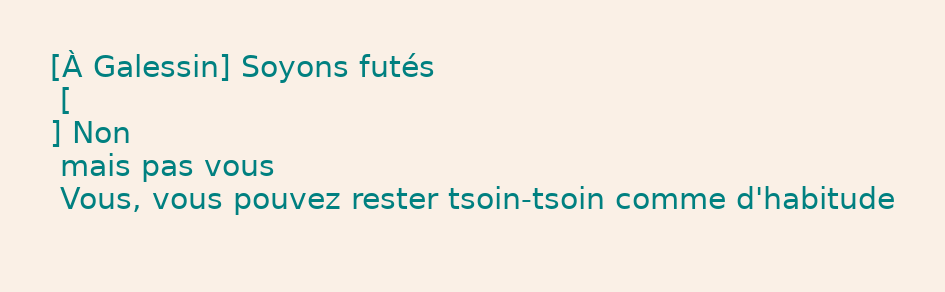 [À Galessin] Soyons futés
[
] Non
mais pas vous
Vous, vous pouvez rester tsoin-tsoin comme d'habitude